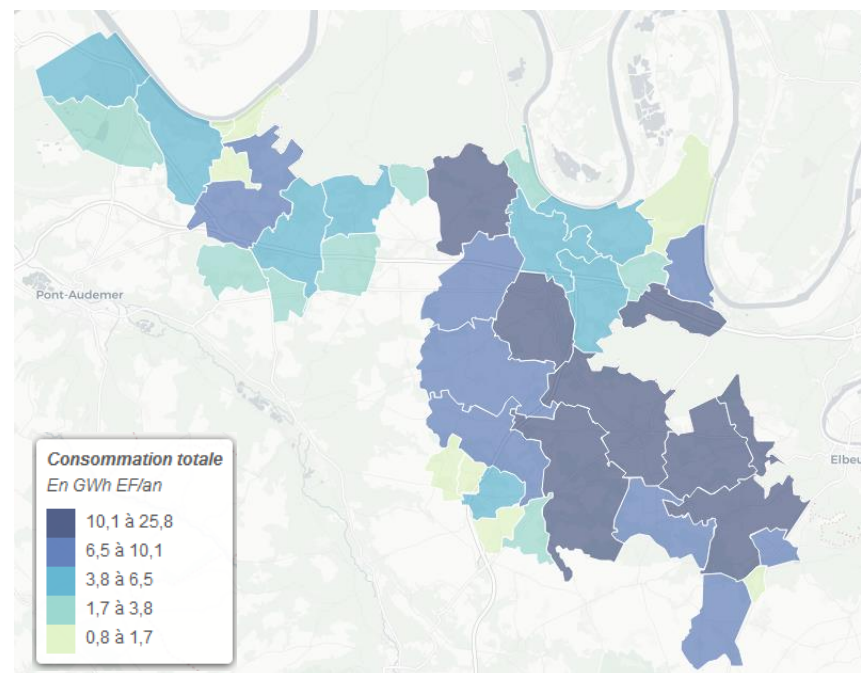 Pont-Audemer
Elbeu
Consommation totale
En GWh EF/an
10,1 à 25,8
6,5 à 10,1
3,8 à 6,5
1,7 à 3,8
0,8 à 1,7